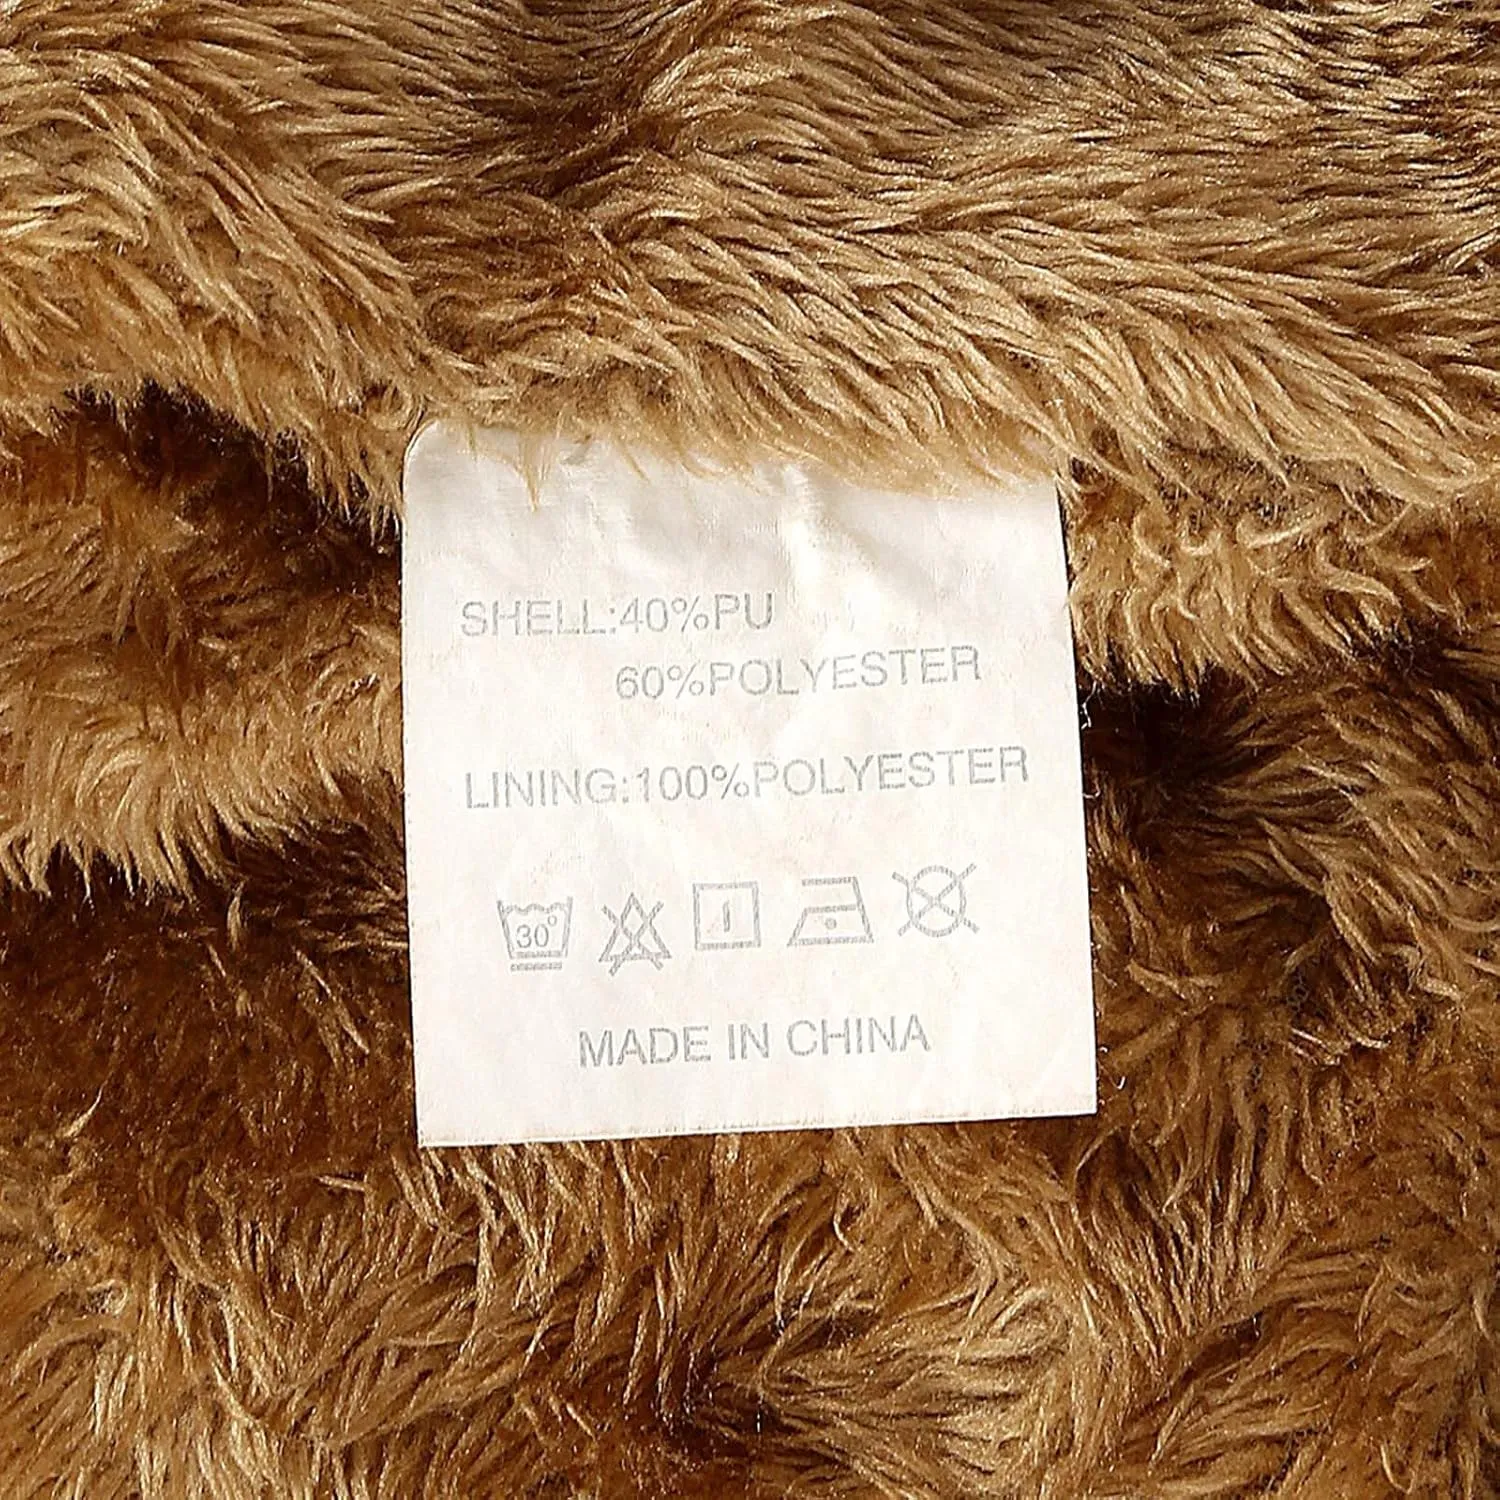 SHELL:40%PU
60%POLYESTER
LINING:100%POLYESTER
30°
MADE IN CHINA